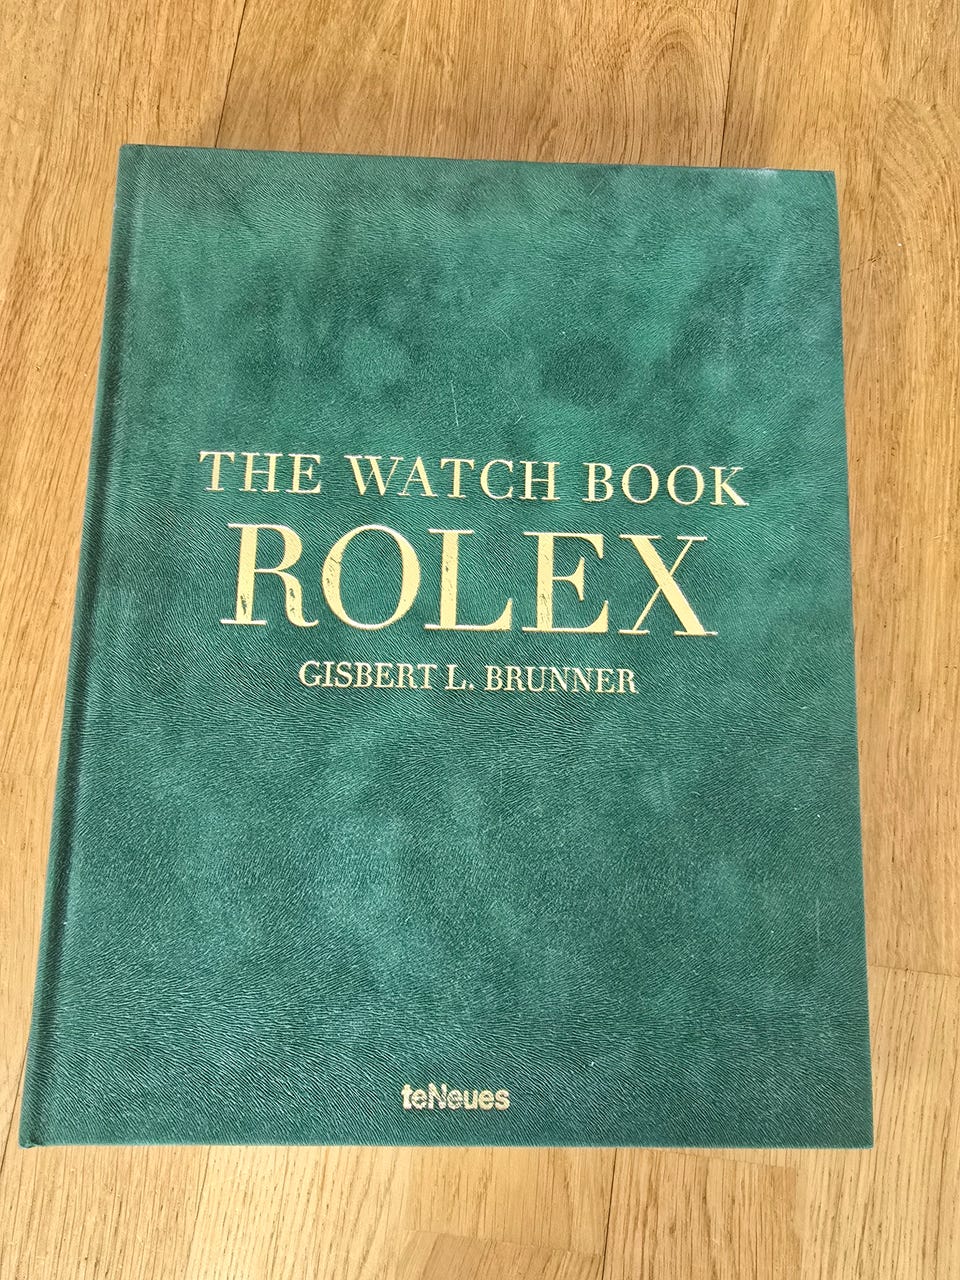 THE WATCH BOOK
ROLEX
GISBERT L. BRUNNER
teNeues